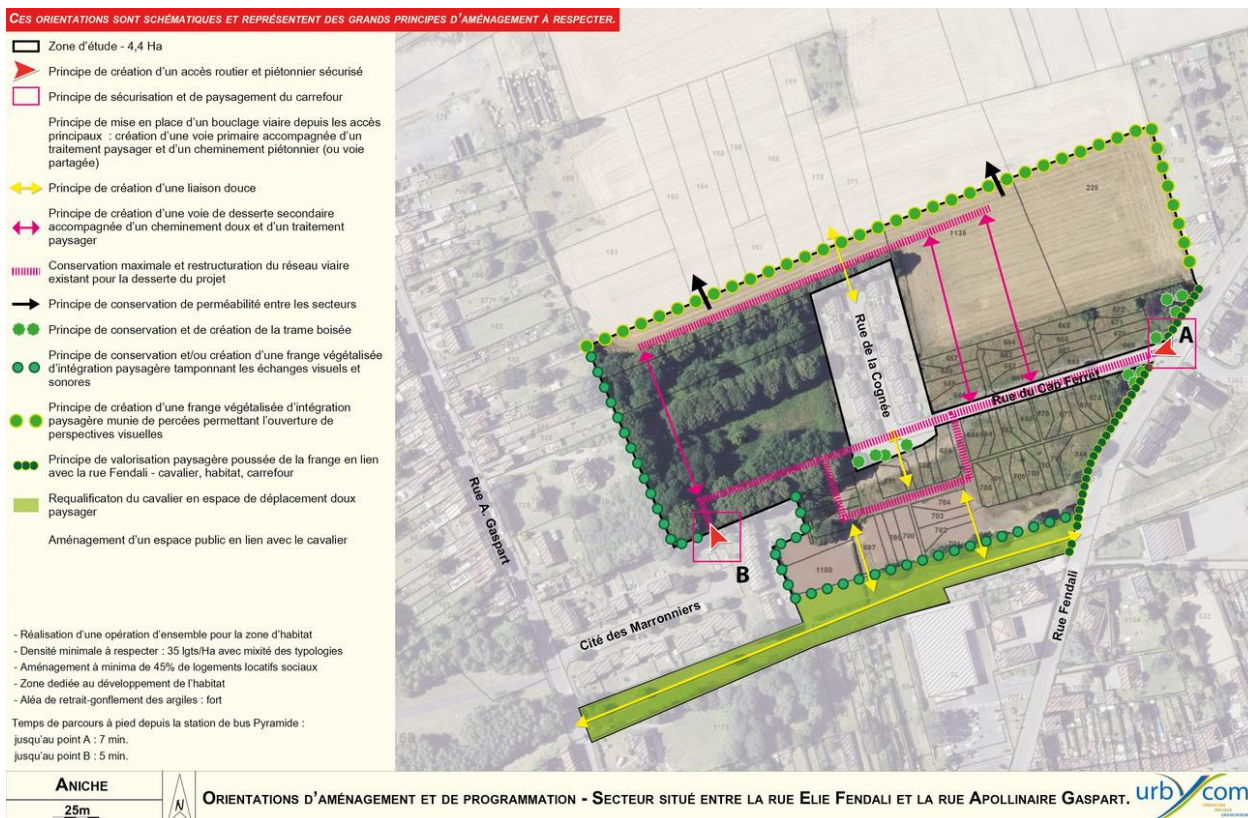 CES ORIENTATIONS SONT SCHÉMATIQUES ET REPRÉSENTENT DES GRANDS PRINCIPES D'AMÉNAGEMENT À RESPECTER.
Zone d'étude - 4,4 Ha
Principe de création d'un accès routier et piétonnier sécurisé
Principe de sécurisation et de paysagement du carrefour
Principe de mise en place d'un bouclage viaire depuis les accès
principaux : création d'une voie primaire accompagnée d'un
traitement paysager et d'un cheminement piétonnier (ou voie
partagée)
Principe de création d'une liaison douce
Principe de création d'une voie de desserte secondaire
accompagnée d'un cheminement doux et d'un traitement
paysager
Conservation maximale et restructuration du réseau viaire
existant pour la desserte du projet
Principe de conservation de perméabilité entre les secteurs
Principe de conservation et de création de la trame boisée
Principe de conservation et/ou création d'une frange végétalisée
d'intégration paysagère tamponnant les échanges visuels et
sonores
Principe de création d'une frange végétalisée d'intégration
paysagère munie de percées permettant l'ouverture de
perspectives visuelles
Principe de valorisation paysagère poussée de la frange en lien
avec la rue Fendali - cavalier, habitat, carrefour
Requalificaton du cavalier en espace de déplacement doux
paysager
Aménagement d'un espace public en lien avec le cavalier
- Réalisation d'une opération d'ensemble pour la zone d'habitat
- Densité minimale à respecter : 35 lgts/Ha avec mixité des typologies
- Aménagement à minima de 45% de logements locatifs sociaux
- Zone dediée au développement de l'habitat
- Aléa de retrait-gonflement des argiles : fort
Temps de parcours à pied depuis la station de bus Pyramide :
jusqu'au point A : 7 min.
jusqu'au point B : 5 min.
225
1135
A
Rue de la Cognée
Rue du Cap Ferret
Rue A. Gaspart
B
1160
697
700
703
704
Cité des Marronniers
Rue Fendali
ANICHE
25m
N
ORIENTATIONS D'AMÉNAGEMENT ET DE PROGRAMMATION - SECTEUR SITUÉ ENTRE LA RUE ELIE FENDALI ET LA RUE APOLLINAIRE GASPART.
urbycom